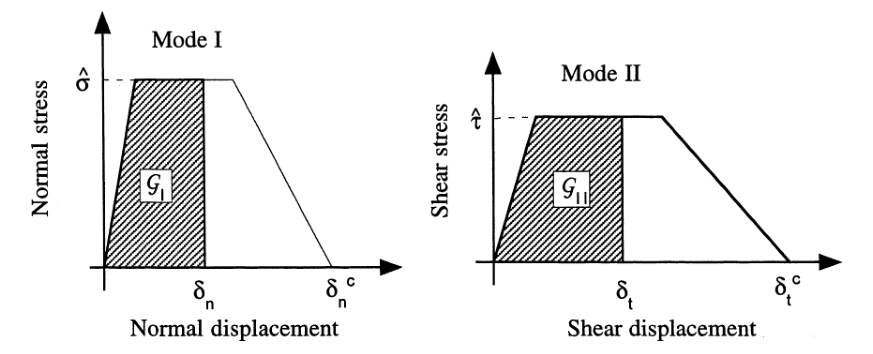 Mode I
Normal stress
σ̂
𝒢I
δn
δnᶜ
Normal displacement
Mode II
Shear stress
τ̂
𝒢II
δt
δtᶜ
Shear displacement